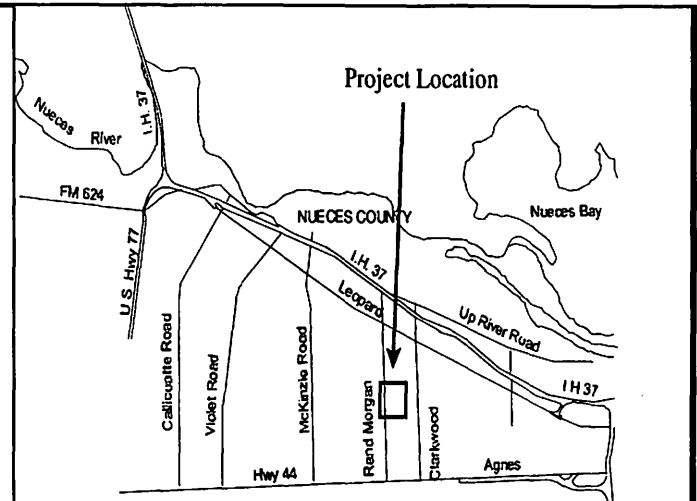 Project Location
Nueces
River
I.H. 37
FM 624
U S Hwy 77
NUECES COUNTY
Nueces Bay
I.H. 37
Leopard
Up River Road
I H 37
Callicoatte Road
Violet Road
McKinzie Road
Rand Morgan
Clarkwood
Hwy 44
Agnes